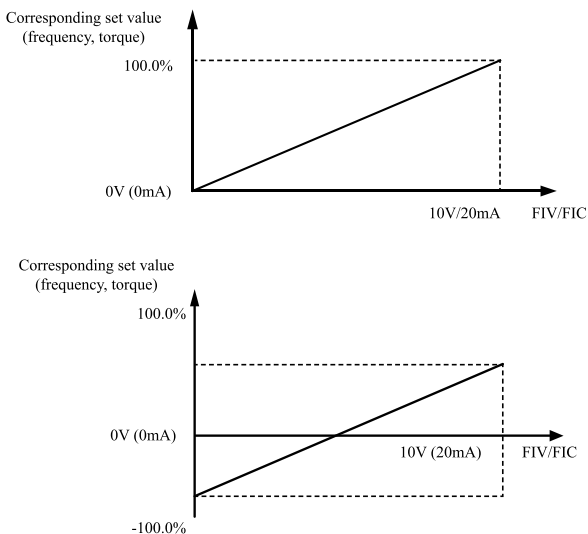 Corresponding set value
(frequency, torque)
100.0%
0V (0mA)
10V/20mA
FIV/FIC
Corresponding set value
(frequency, torque)
100.0%
0V (0mA)
10V (20mA)
FIV/FIC
-100.0%